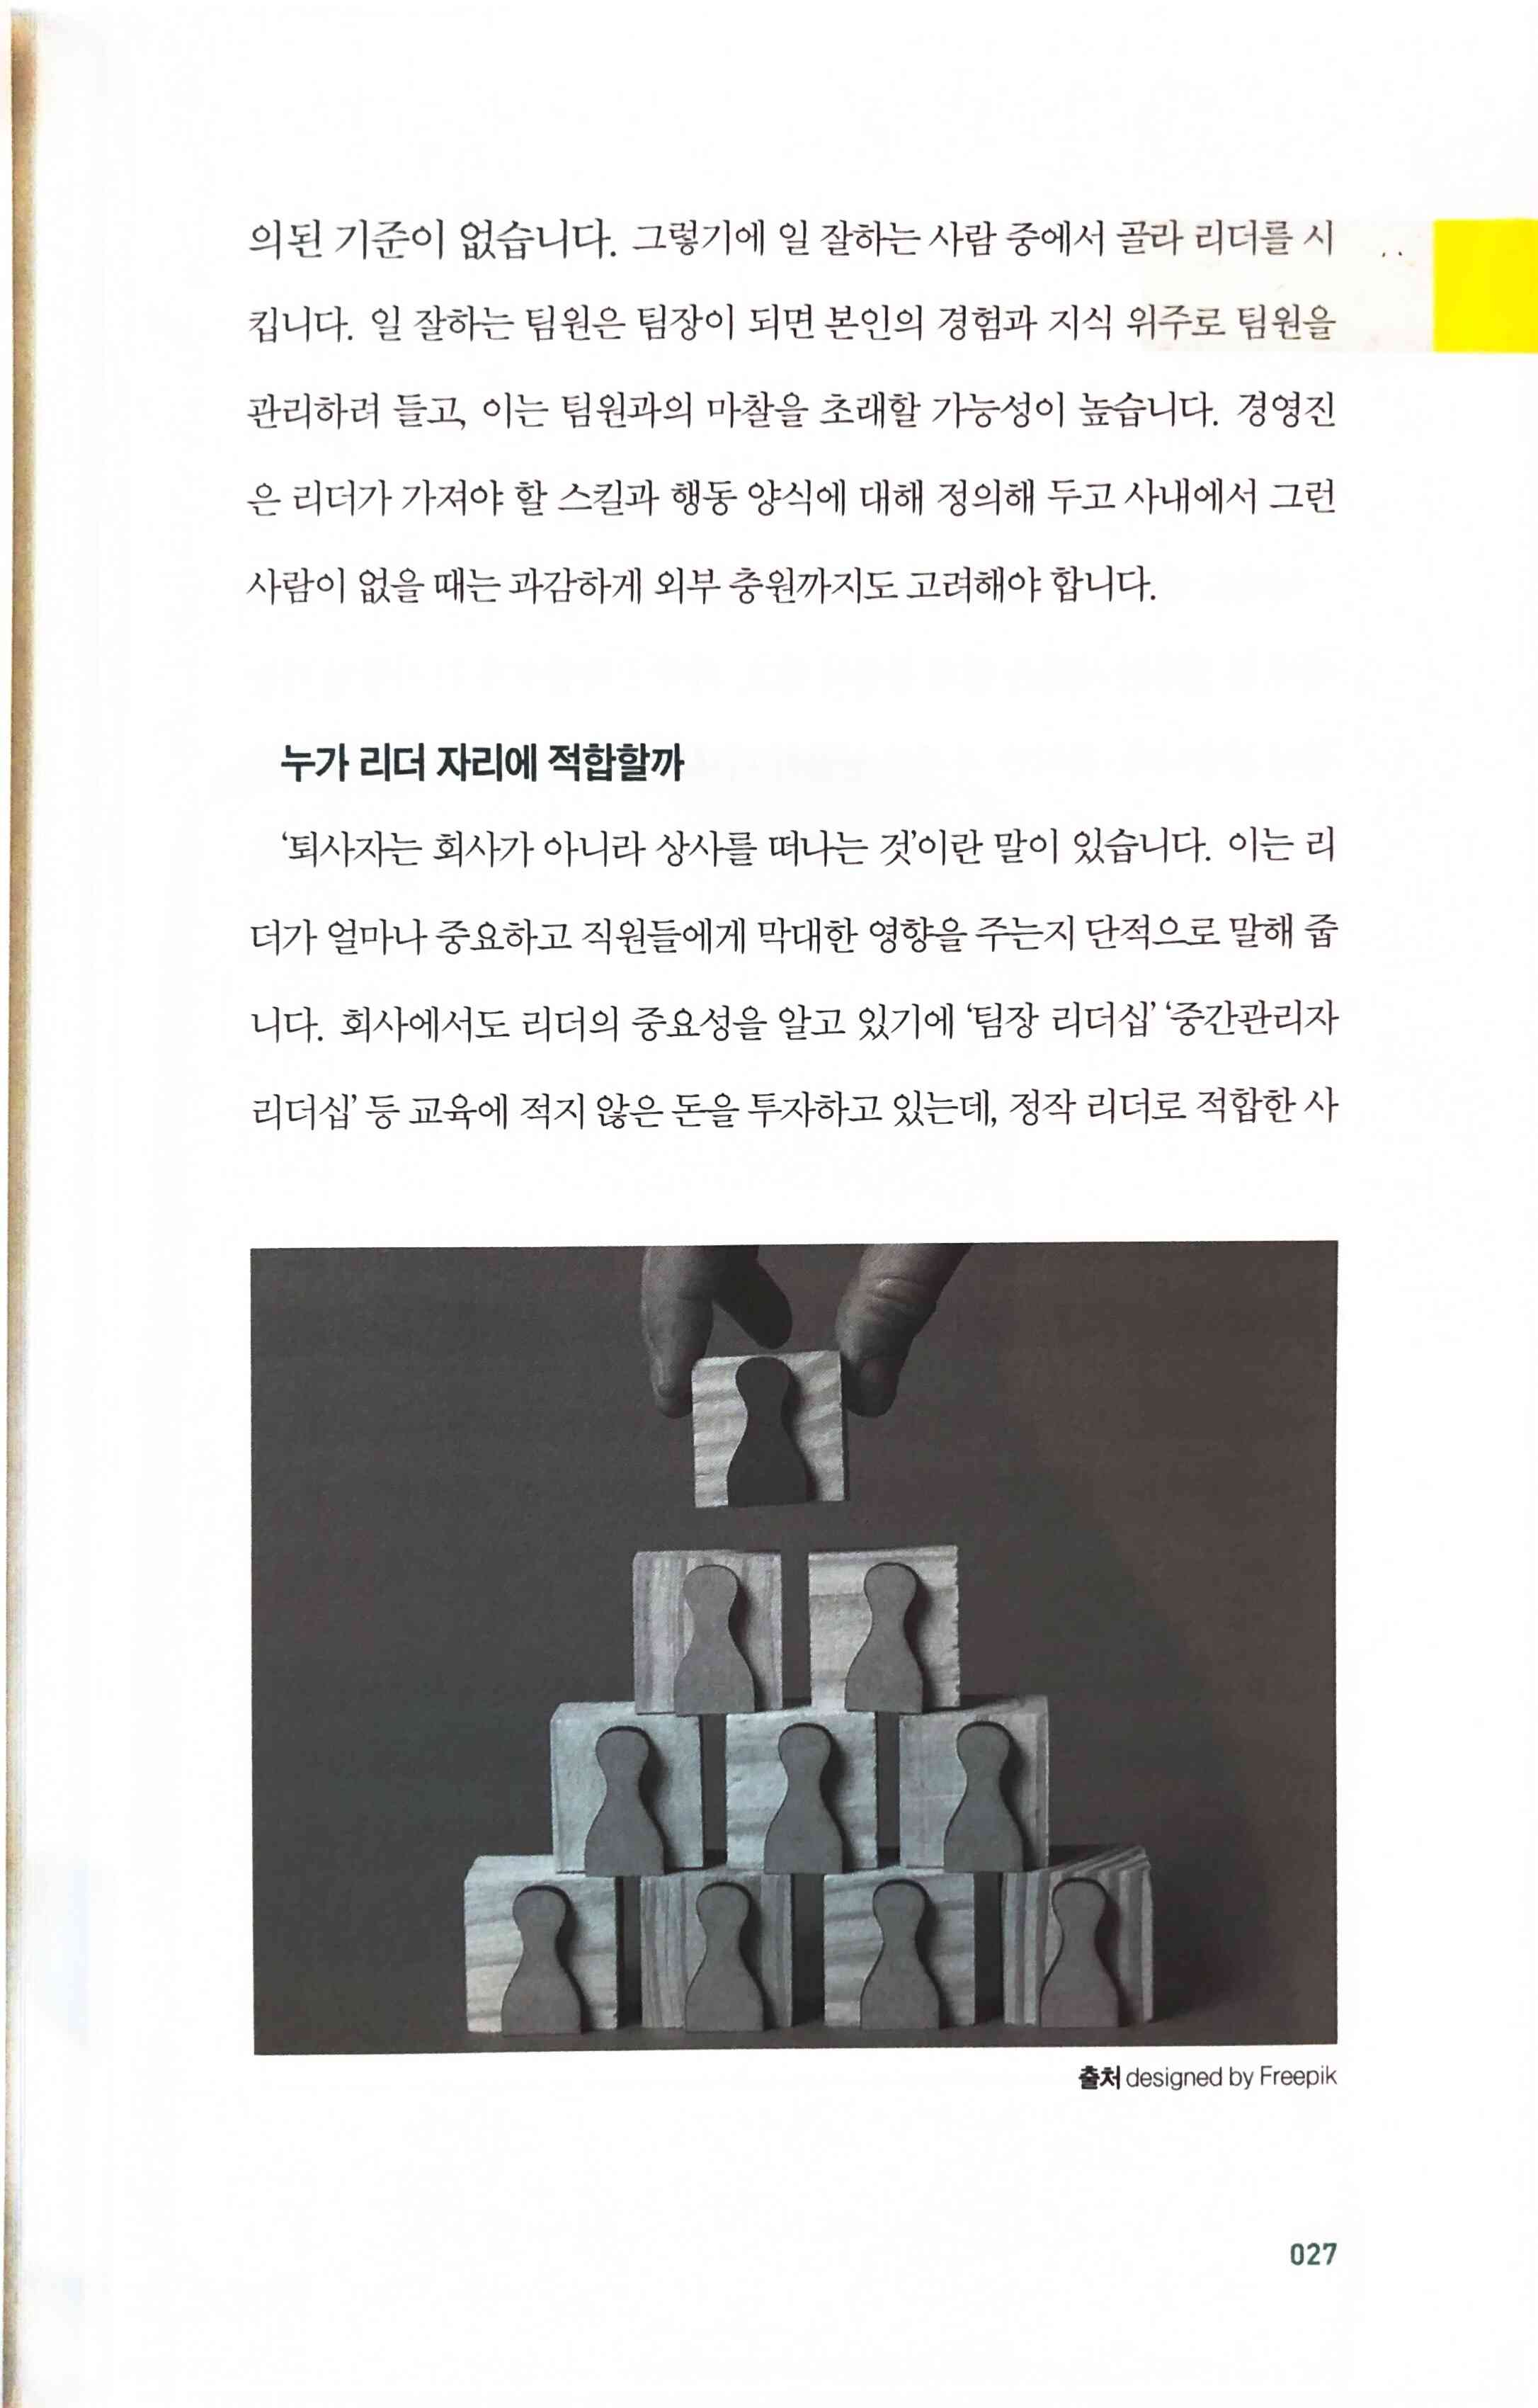 의된 기준이 없습니다. 그렇기에 일 잘하는 사람 중에서 골라 리더를 시
킵니다. 일 잘하는 팀원은 팀장이 되면 본인의 경험과 지식 위주로 팀원을
관리하려 들고, 이는 팀원과의 마찰을 초래할 가능성이 높습니다. 경영진
은 리더가 가져야 할 스킬과 행동 양식에 대해 정의해 두고 사내에서 그런
사람이 없을 때는 과감하게 외부 충원까지도 고려해야 합니다.
누가 리더 자리에 적합할까
‘퇴사자는 회사가 아니라 상사를 떠나는 것’이란 말이 있습니다. 이는 리
더가 얼마나 중요하고 직원들에게 막대한 영향을 주는지 단적으로 말해 줍
니다. 회사에서도 리더의 중요성을 알고 있기에 ‘팀장 리더십’ ‘중간관리자
리더십’ 등 교육에 적지 않은 돈을 투자하고 있는데, 정작 리더로 적합한 사
출처 designed by Freepik
027